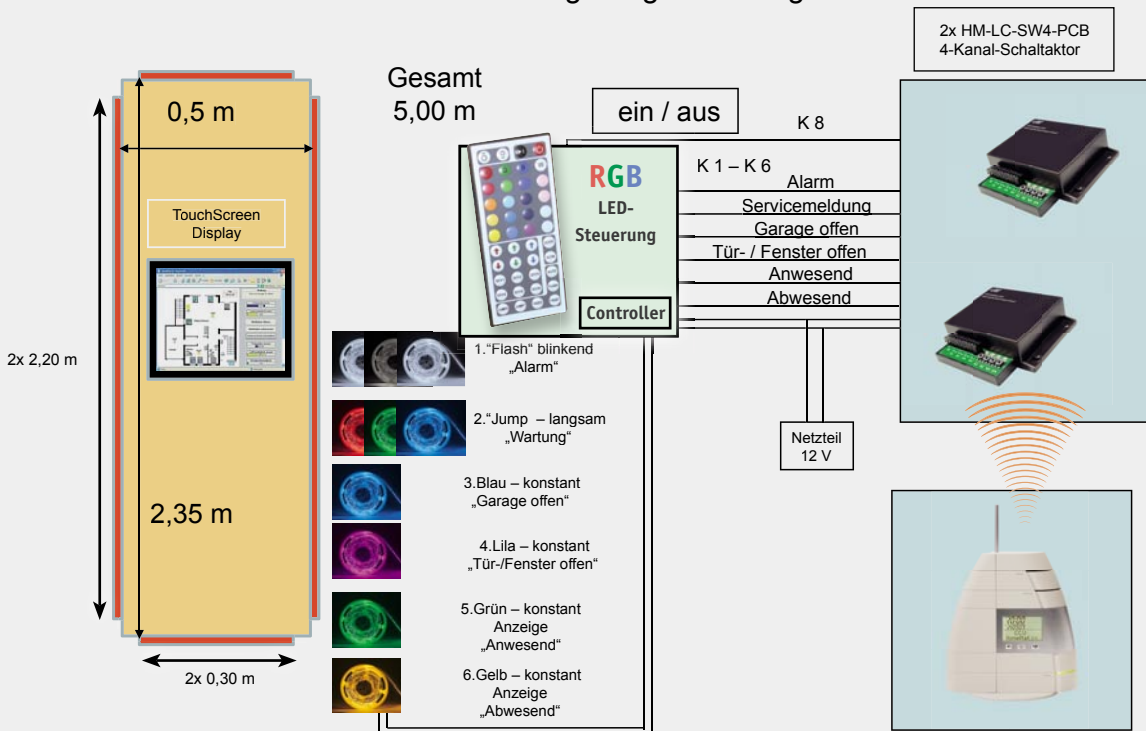 2x HM-LC-SW4-PCB
4-Kanal-Schaltaktor
Gesamt
5,00 m
ein / aus
K 8
K 1 – K 6
0,5 m
TouchScreen
Display
RGB
LED-
Steuerung
Controller
Alarm
Servicemeldung
Garage offen
Tür- / Fenster offen
Anwesend
Abwesend
2x 2,20 m
2,35 m
2x 0,30 m
1.“Flash“ blinkend
„Alarm“
2.“Jump – langsam
„Wartung“
3.Blau – konstant
„Garage offen“
4.Lila – konstant
„Tür-/Fenster offen“
5.Grün – konstant
Anzeige
„Anwesend“
6.Gelb – konstant
Anzeige
„Abwesend“
Netzteil
12 V